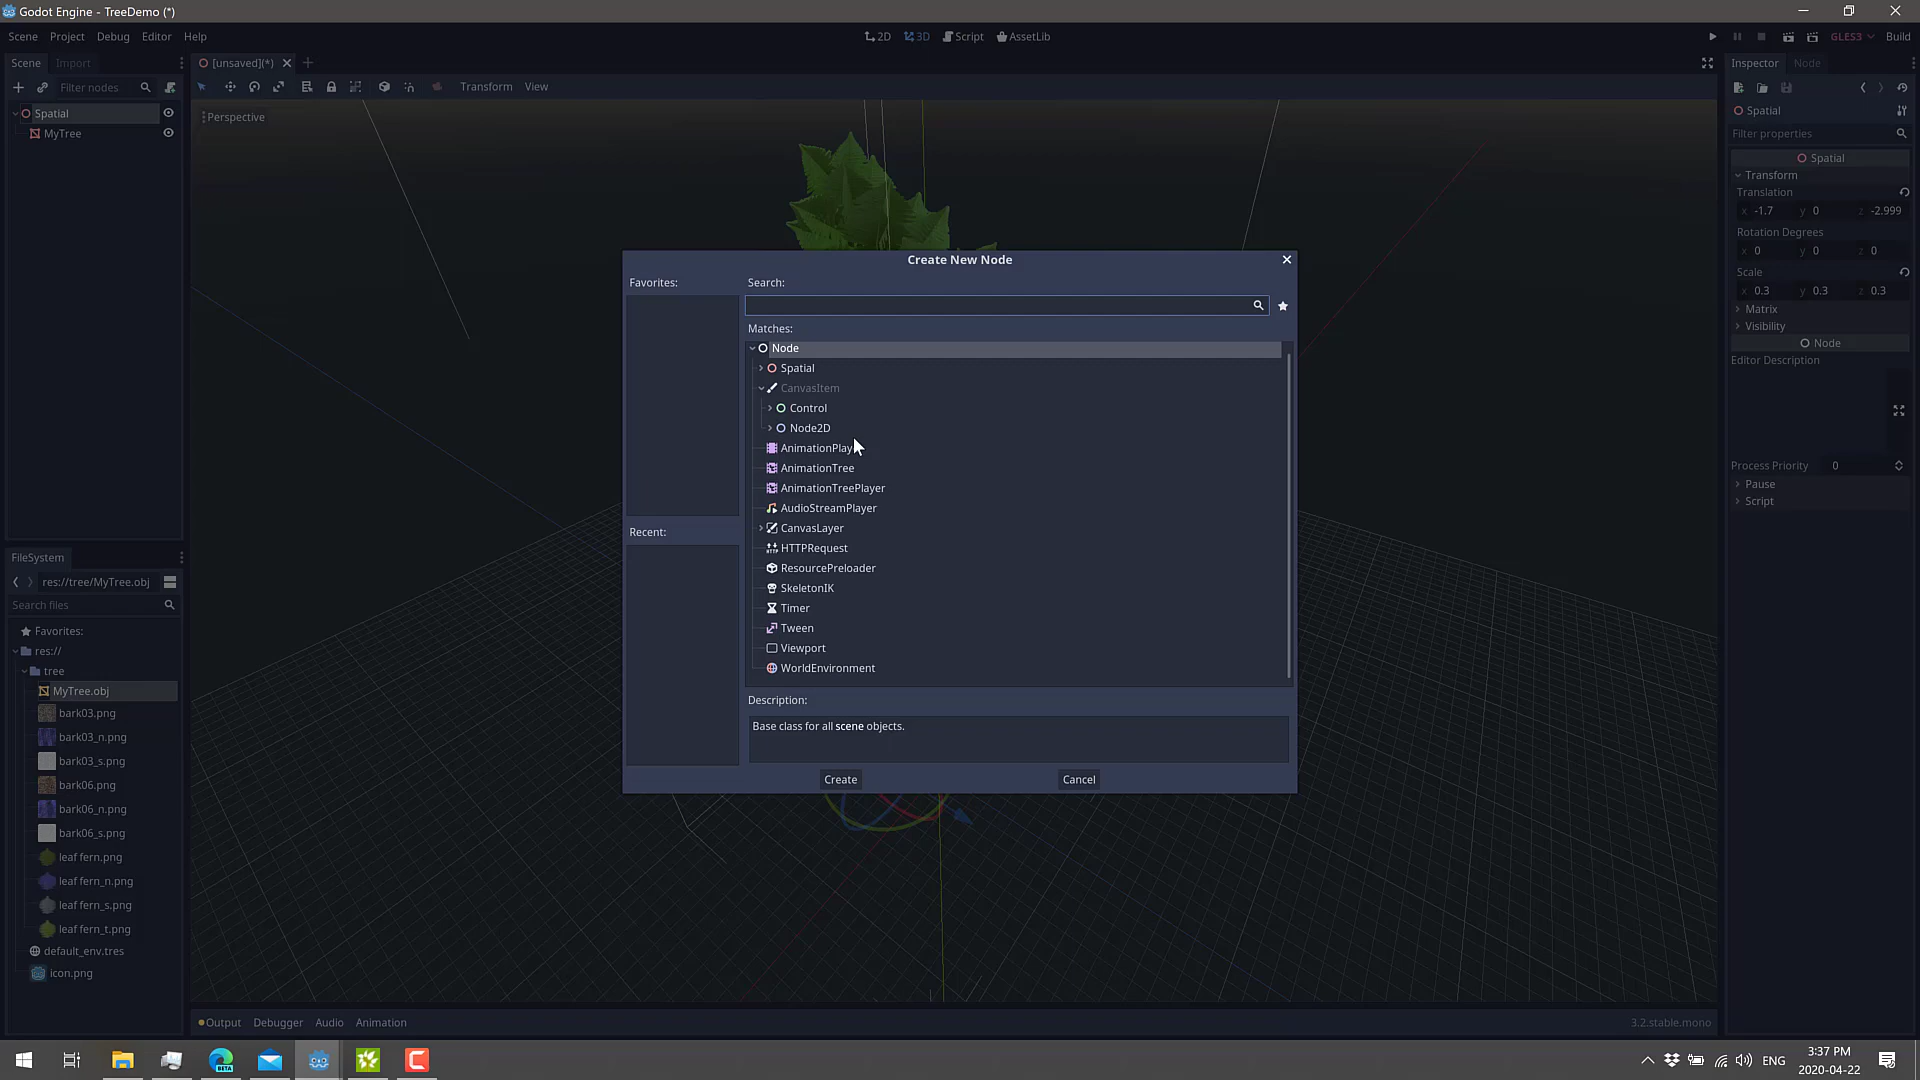 Godot Engine - TreeDemo (*)
Scene Project Debug Editor Help
2D 3D Script AssetLib
GLES3 Build
Scene Import
[unsaved](*)
Inspector Node
Filter nodes
Transform View
Spatial
MyTree
Perspective
Spatial
Filter properties
Spatial
Transform
Translation
x -1.7 y 0 z -2.999
Rotation Degrees
x 0 y 0 z 0
Scale
x 0.3 y 0.3 z 0.3
Matrix
Visibility
Node
Editor Description
Process Priority 0
Pause
Script
Create New Node
Favorites:
Search:
Matches:
Node
Spatial
CanvasItem
Control
Node2D
AnimationPlay
AnimationTree
AnimationTreePlayer
AudioStreamPlayer
CanvasLayer
HTTPRequest
ResourcePreloader
SkeletonIK
Timer
Tween
Viewport
WorldEnvironment
Recent:
Description:
Base class for all scene objects.
Create Cancel
FileSystem
res://tree/MyTree.obj
Search files
Favorites:
res://
tree
MyTree.obj
bark03.png
bark03_n.png
bark03_s.png
bark06.png
bark06_n.png
bark06_s.png
leaf fern.png
leaf fern_n.png
leaf fern_s.png
leaf fern_t.png
default_env.tres
icon.png
Output Debugger Audio Animation
3.2.stable.mono
BETA
ENG
3:37 PM
2020-04-22